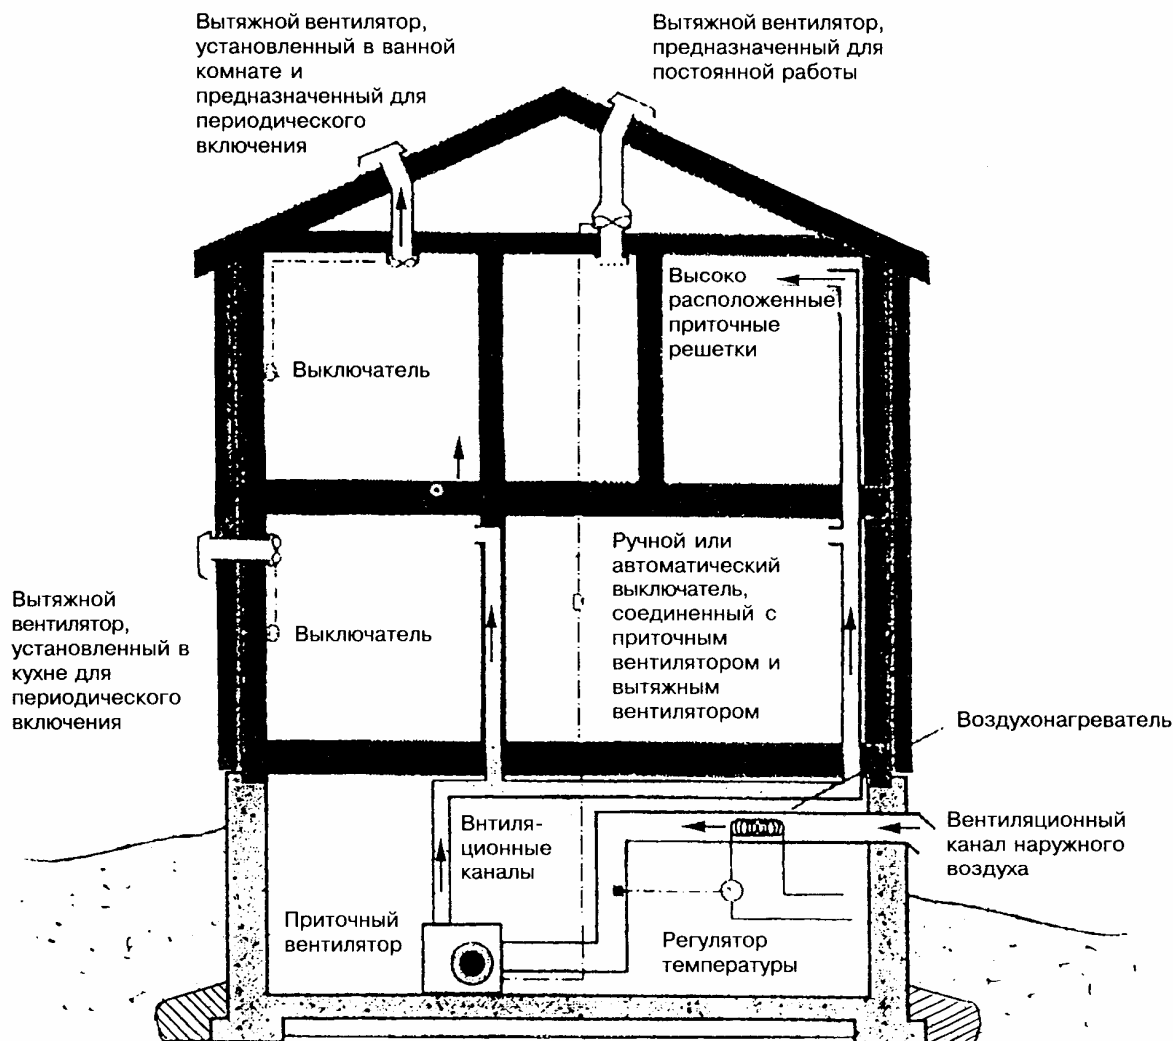 Вытяжной вентилятор,
установленный в ванной
комнате и
предназначенный для
периодического
включения
Вытяжной вентилятор,
предназначенный для
постоянной работы
Высоко
расположенные
приточные
решетки
Выключатель
Ручной или
автоматический
выключатель,
соединенный с
приточным
вентилятором и
вытяжным
вентилятором
Вытяжной
вентилятор,
установленный в
кухне для
периодического
включения
Выключатель
Воздухонагреватель
Внтиля-
ционные
каналы
Вентиляционный
канал наружного
воздуха
Приточный
вентилятор
Регулятор
температуры